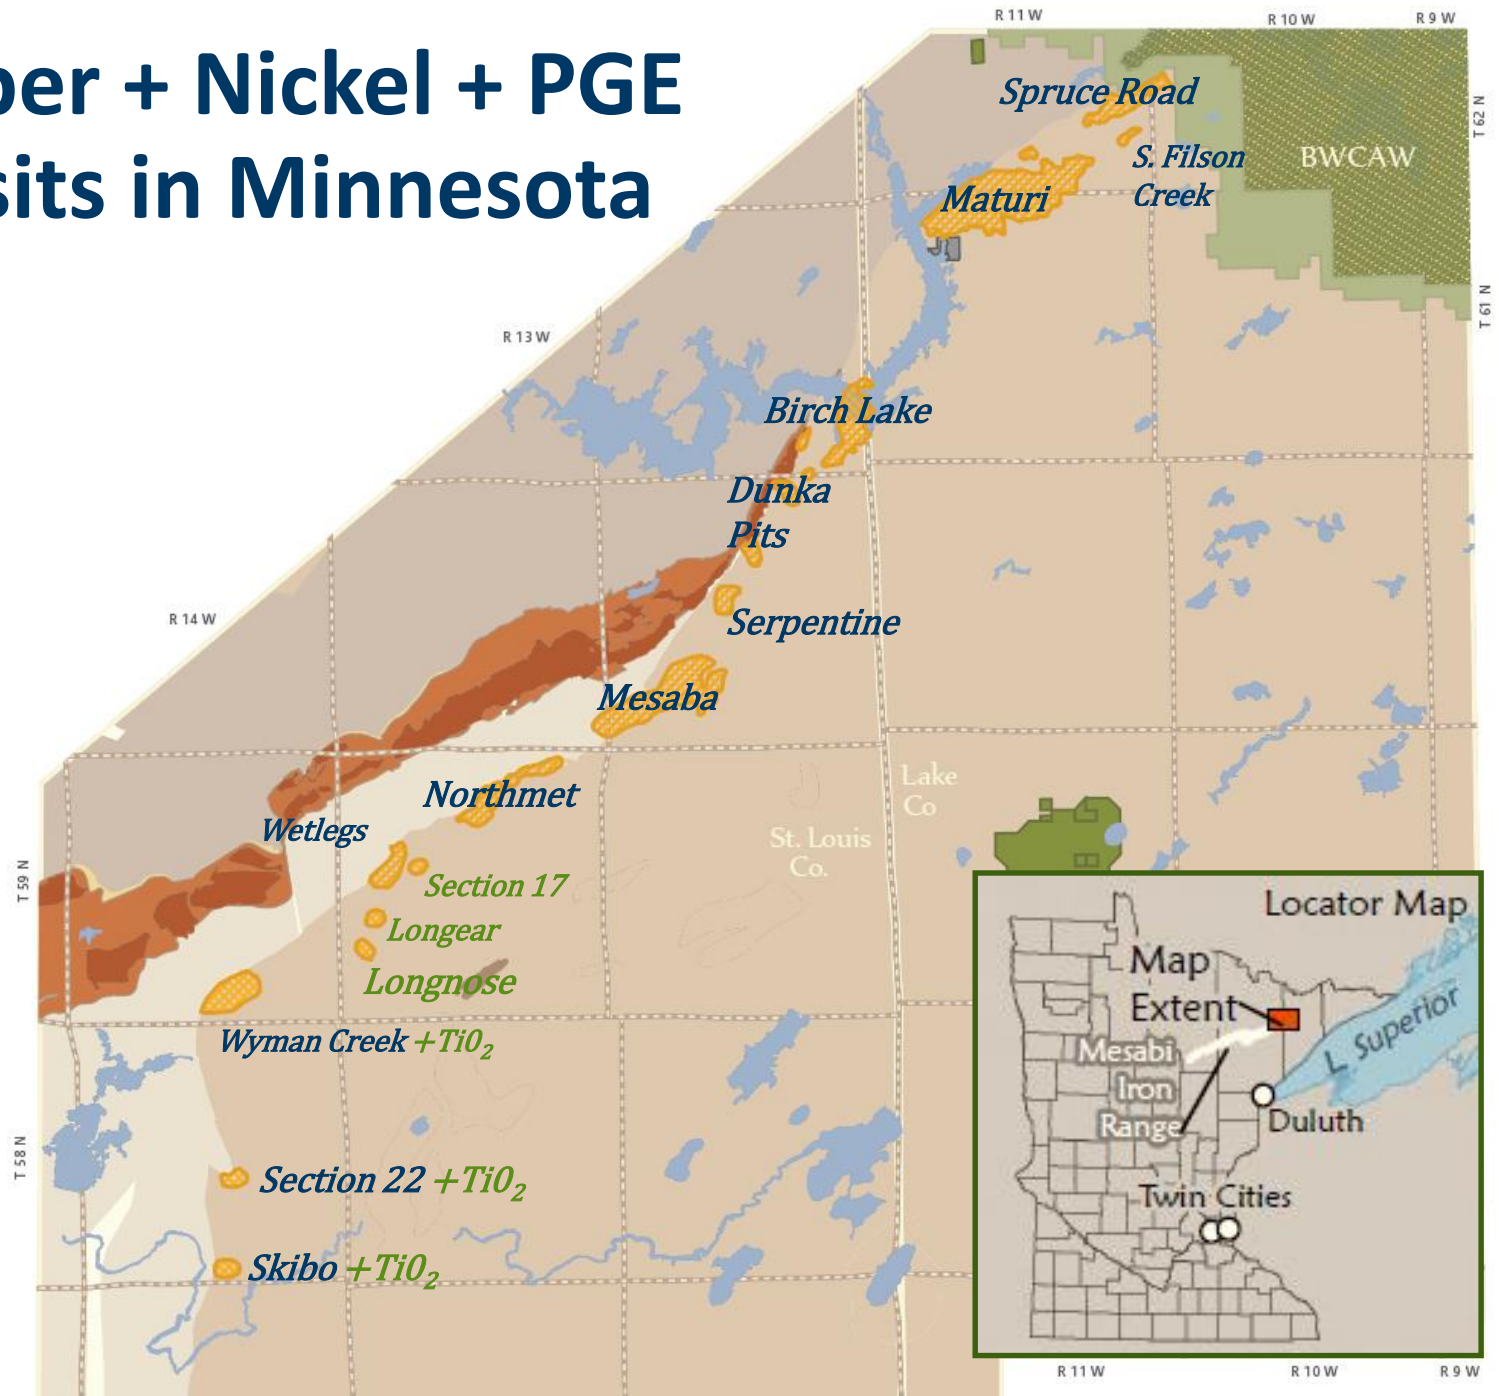 per + Nickel + PGE
sits in Minnesota
R 11 W
R 10 W
R 9 W
T 62 N
Spruce Road
S. Filson
Creek
BWCAW
Maturi
T 61 N
R 13 W
Birch Lake
Dunka
Pits
R 14 W
Serpentine
Mesaba
Lake
Co
Northmet
Wetlegs
St. Louis
Co.
T 59 N
Section 17
Longear
Longnose
Wyman Creek +Ti0₂
T 58 N
Section 22 +Ti0₂
Skibo +Ti0₂
Locator Map
Map
Extent
Mesabi
Iron
Range
L. Superior
Duluth
Twin Cities
R 11 W
R 10 W
R 9 W